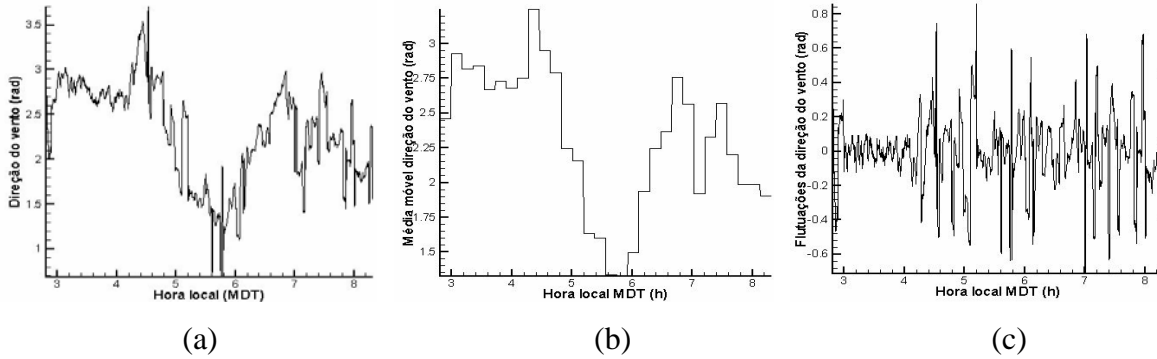 Direção do vento (rad)
3.5
3
2.5
2
1.5
1
3 4 5 6 7 8
Hora local (MDT)
(a)
Média móvel direção do vento (rad)
3
2.75
2.5
2.25
2
1.75
1.5
3 4 5 6 7 8
Hora local MDT (h)
(b)
Flutuações da direção do vento (rad)
0.8
0.6
0.4
0.2
0
-0.2
-0.4
-0.6
3 4 5 6 7 8
Hora local MDT (h)
(c)